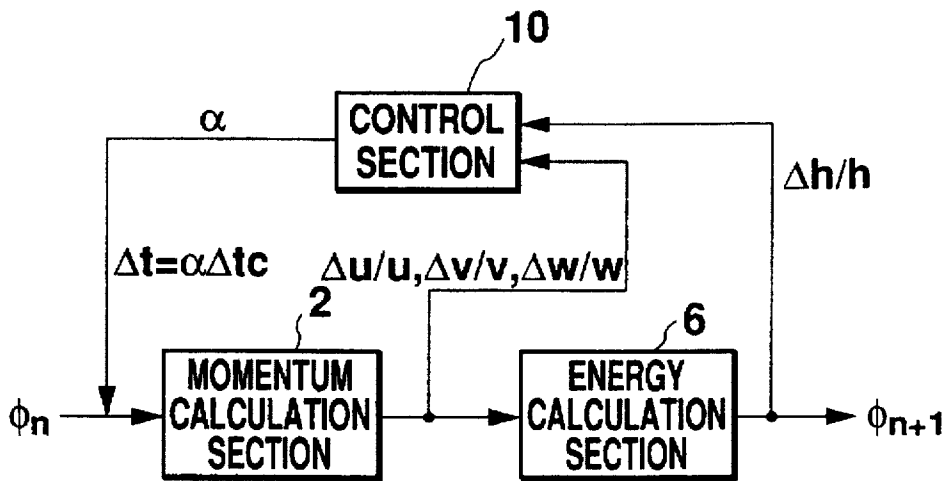 10
CONTROL
SECTION
α
Δh/h
Δt=αΔtc
Δu/u,Δv/v,Δw/w
2
6
MOMENTUM
CALCULATION
SECTION
ENERGY
CALCULATION
SECTION
ϕn
ϕn+1